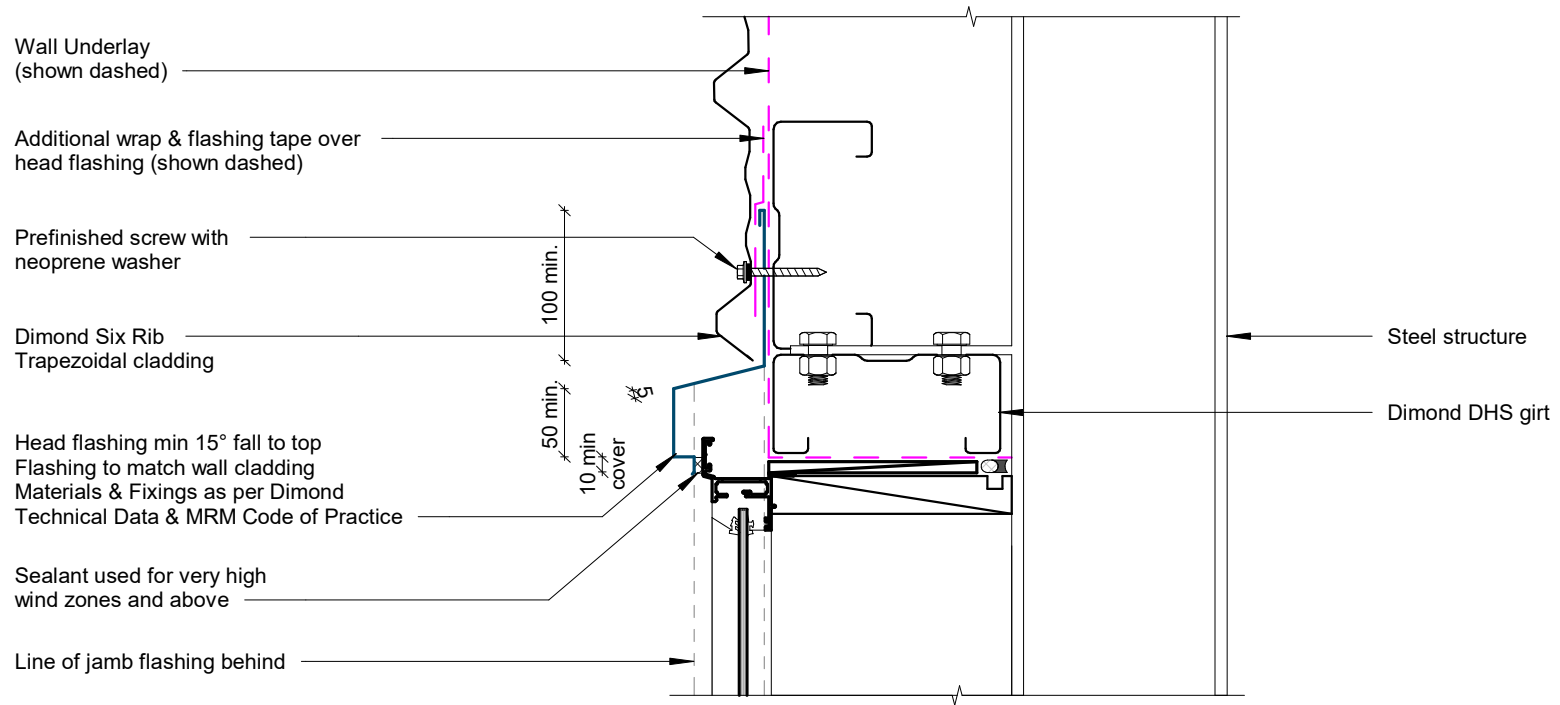 Wall Underlay
(shown dashed)
Additional wrap & flashing tape over
head flashing (shown dashed)
Prefinished screw with
neoprene washer
100 min.
Dimond Six Rib
Trapezoidal cladding
Steel structure
5
50 min.
10 min
cover
Dimond DHS girt
Head flashing min 15° fall to top
Flashing to match wall cladding
Materials & Fixings as per Dimond
Technical Data & MRM Code of Practice
Sealant used for very high
wind zones and above
Line of jamb flashing behind